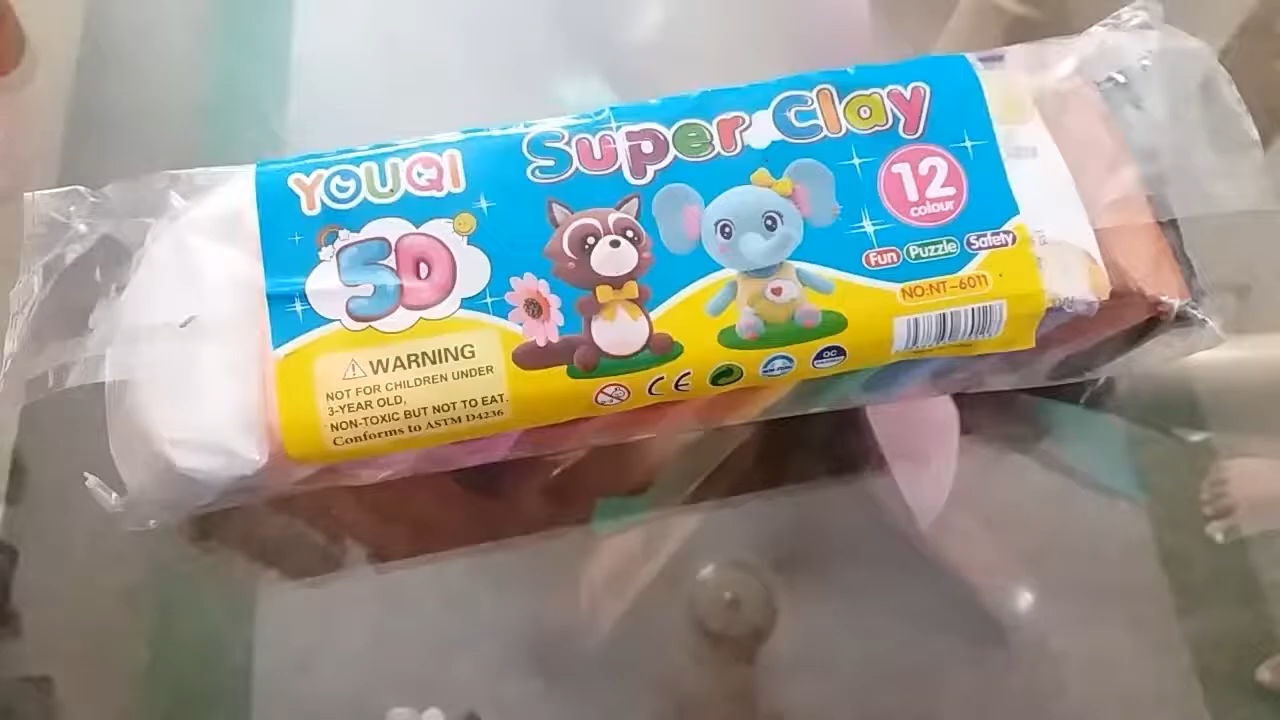 YOUQI
Super Clay
5D
12
colour
Fun Puzzle Safety
NO:NT-6011
WARNING
NOT FOR CHILDREN UNDER
3-YEAR OLD,
NON-TOXIC BUT NOT TO EAT.
Conforms to ASTM D4236
CE
QC